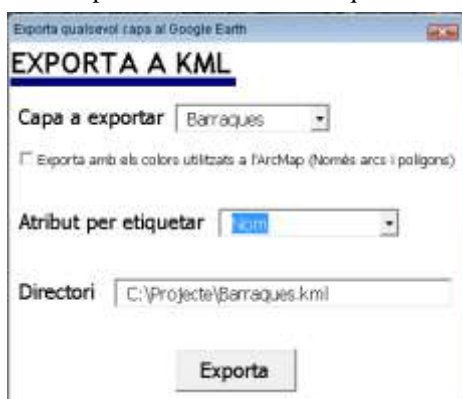 Exporta qualsevol capa al Google Earth
EXPORTA A KML
Capa a exportar Barraques
Exporta amb els colors utilitzats a l'ArcMap (Només arcs i polígons)
Atribut per etiquetar Nom
Directori C:\Projecte\Barraques.kml
Exporta